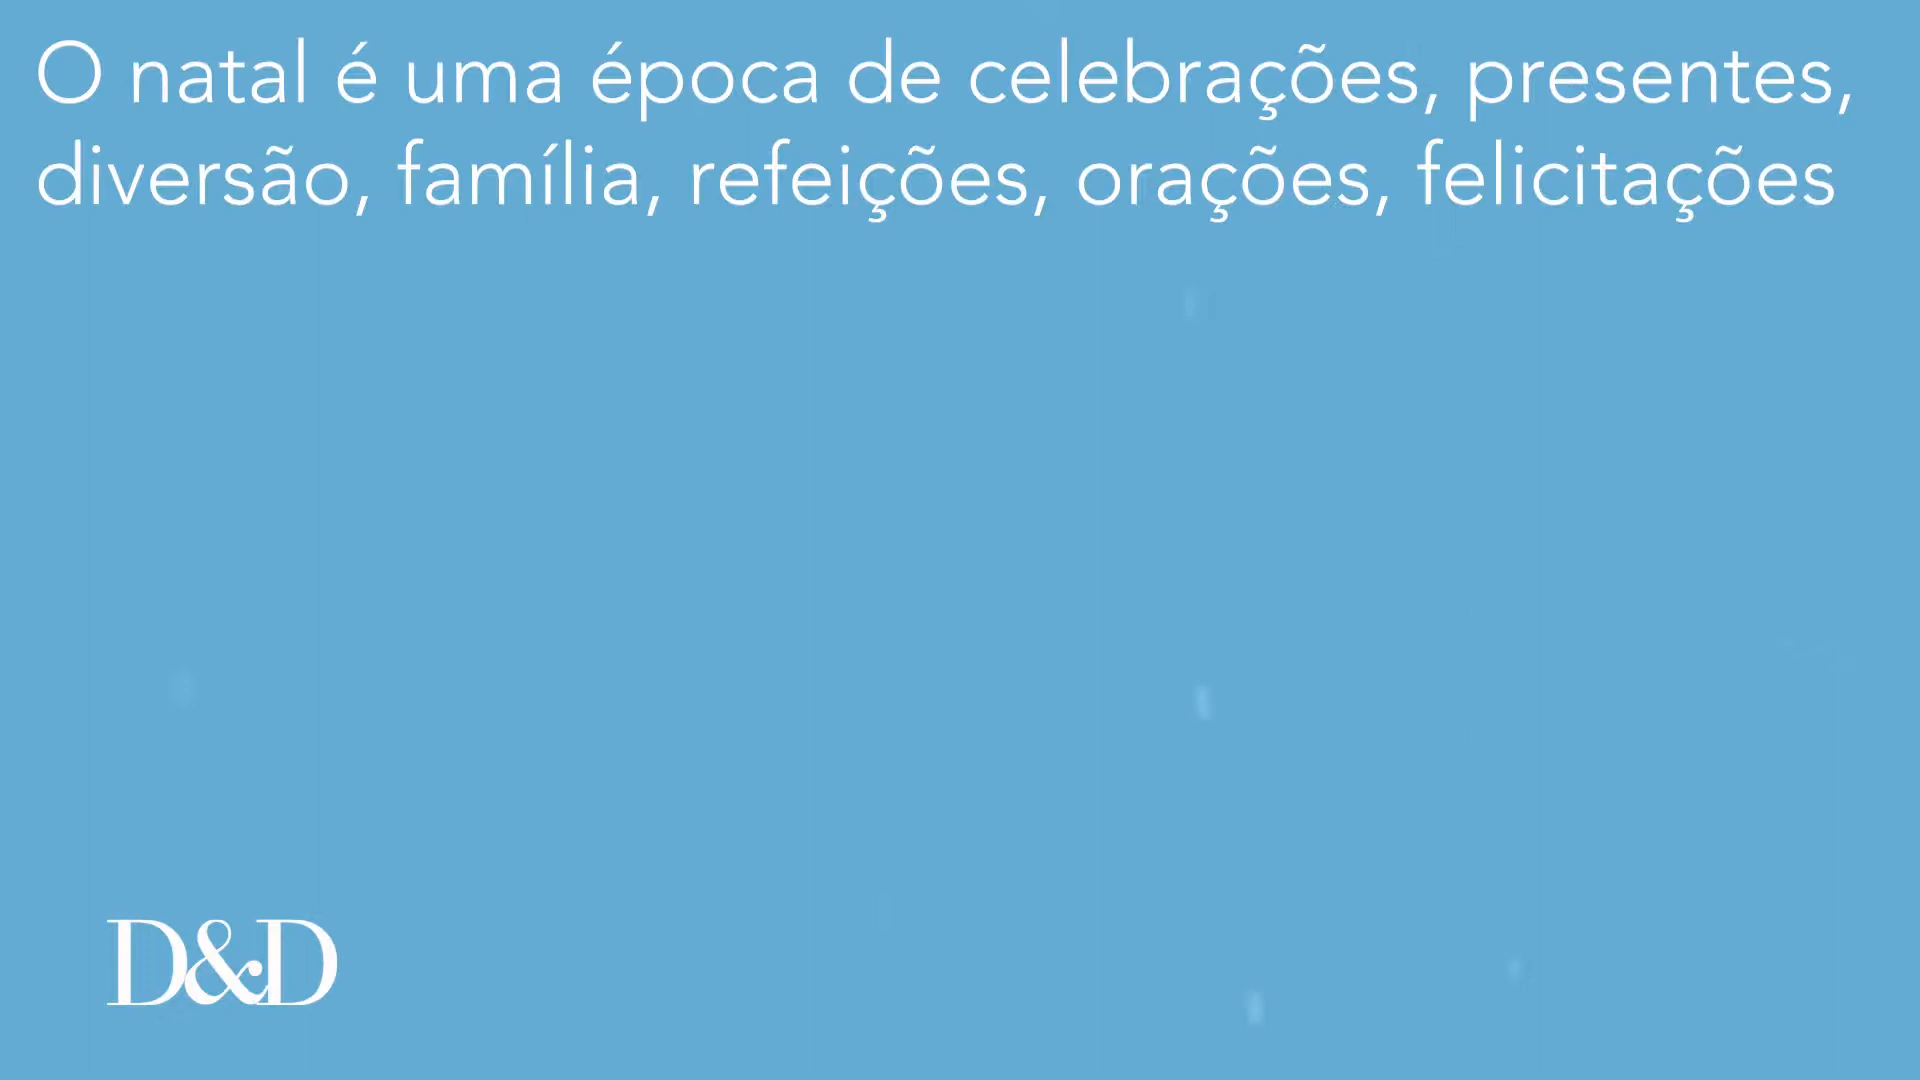 O natal é uma época de celebrações, presentes,
diversão, família, refeições, orações, felicitações
D&D